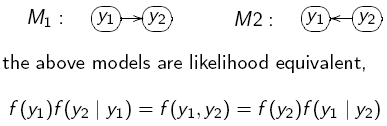 M₁ : y₁ → y₂ M2 : y₁ ← y₂
the above models are likelihood equivalent,
f(y₁)f(y₂ | y₁) = f(y₁, y₂) = f(y₂)f(y₁ | y₂)